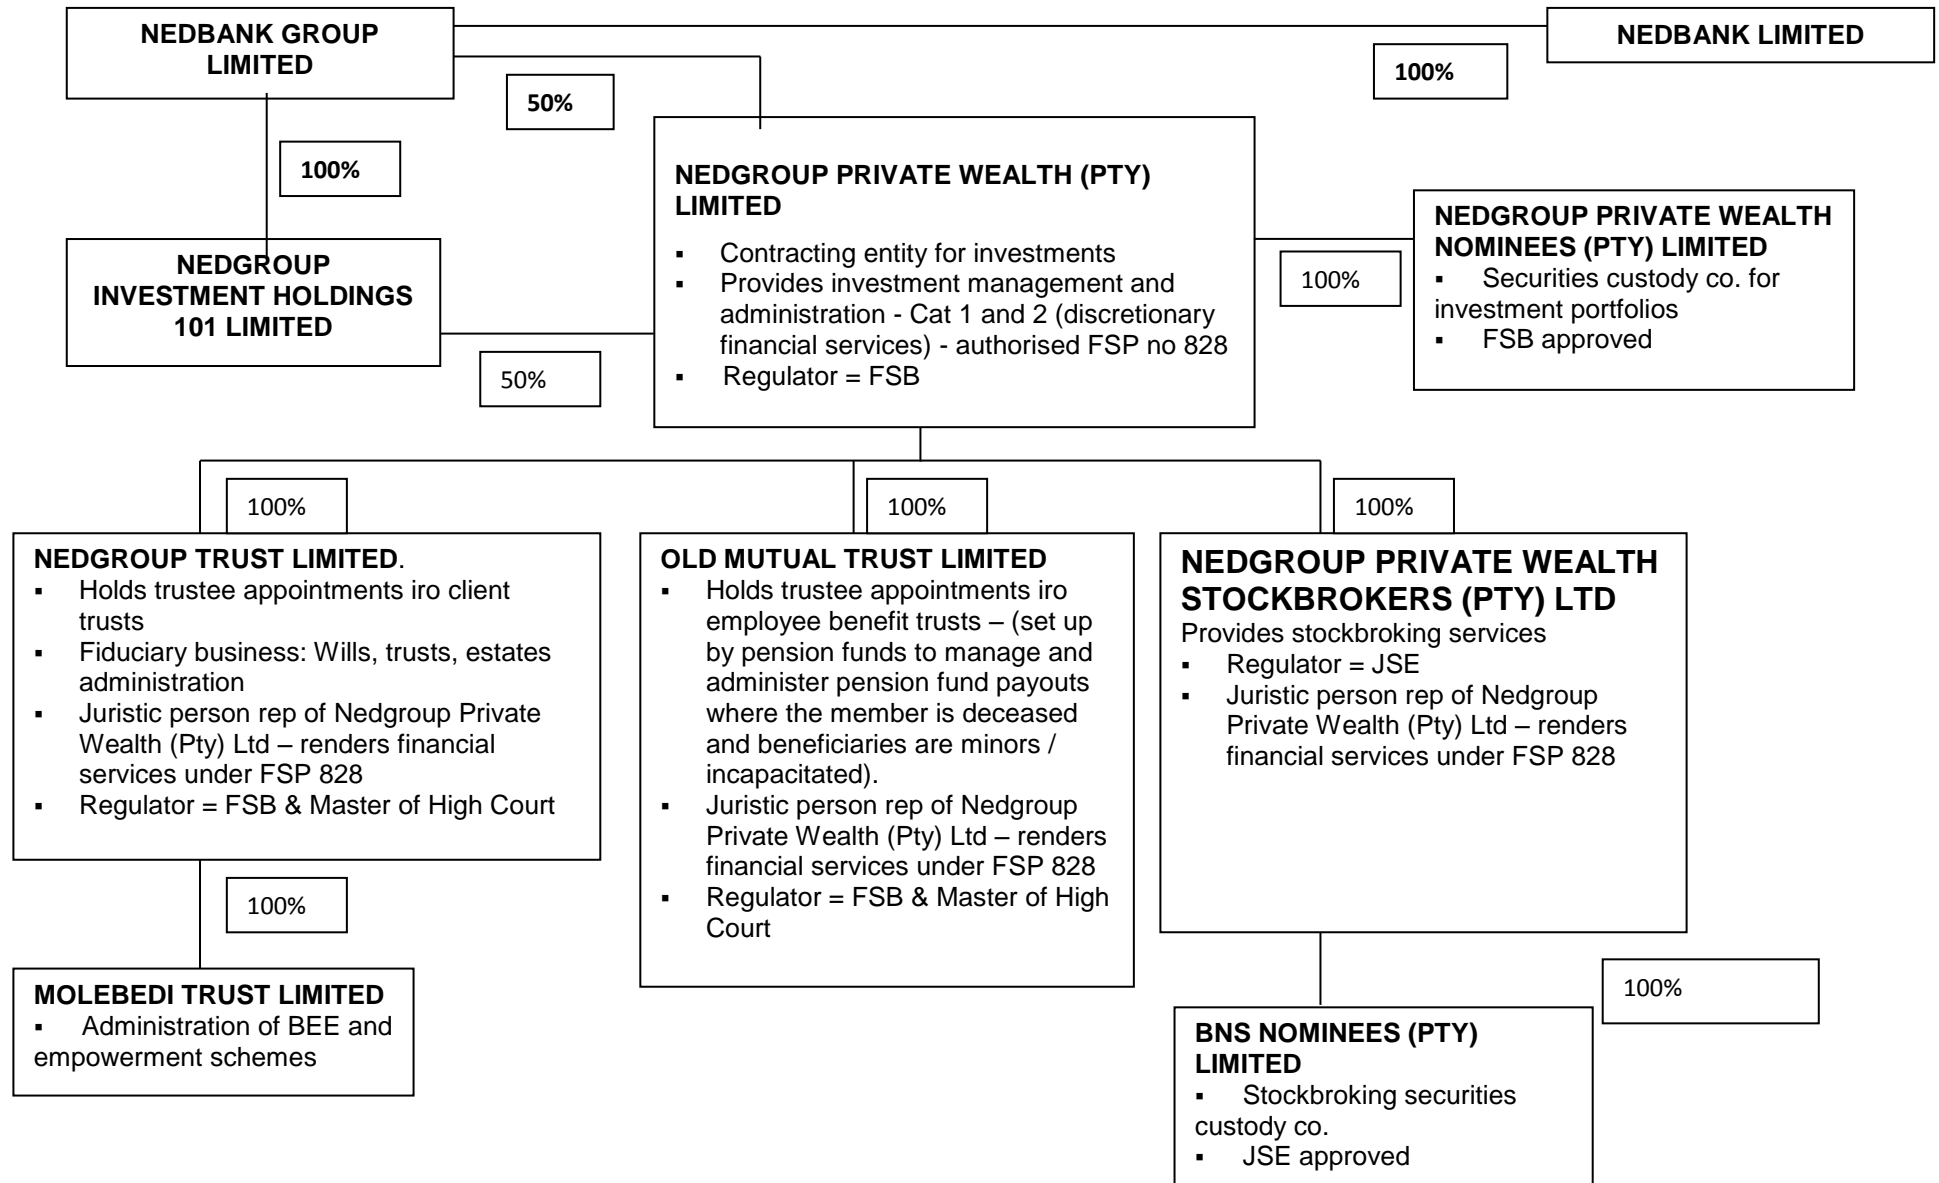 NEDBANK GROUP
LIMITED
NEDBANK LIMITED
100%
50%
100%
NEDGROUP PRIVATE WEALTH (PTY)
LIMITED
▪ Contracting entity for investments
▪ Provides investment management and
administration - Cat 1 and 2 (discretionary
financial services) - authorised FSP no 828
▪ Regulator = FSB
NEDGROUP PRIVATE WEALTH
NOMINEES (PTY) LIMITED
▪ Securities custody co. for
investment portfolios
▪ FSB approved
100%
NEDGROUP
INVESTMENT HOLDINGS
101 LIMITED
50%
100%
100%
100%
NEDGROUP TRUST LIMITED.
▪ Holds trustee appointments iro client
trusts
▪ Fiduciary business: Wills, trusts, estates
administration
▪ Juristic person rep of Nedgroup Private
Wealth (Pty) Ltd – renders financial
services under FSP 828
▪ Regulator = FSB & Master of High Court
OLD MUTUAL TRUST LIMITED
▪ Holds trustee appointments iro
employee benefit trusts – (set up
by pension funds to manage and
administer pension fund payouts
where the member is deceased
and beneficiaries are minors /
incapacitated).
▪ Juristic person rep of Nedgroup
Private Wealth (Pty) Ltd – renders
financial services under FSP 828
▪ Regulator = FSB & Master of High
Court
NEDGROUP PRIVATE WEALTH
STOCKBROKERS (PTY) LTD
Provides stockbroking services
▪ Regulator = JSE
▪ Juristic person rep of Nedgroup
Private Wealth (Pty) Ltd – renders
financial services under FSP 828
100%
MOLEBEDI TRUST LIMITED
▪ Administration of BEE and
empowerment schemes
100%
BNS NOMINEES (PTY)
LIMITED
▪ Stockbroking securities
custody co.
▪ JSE approved